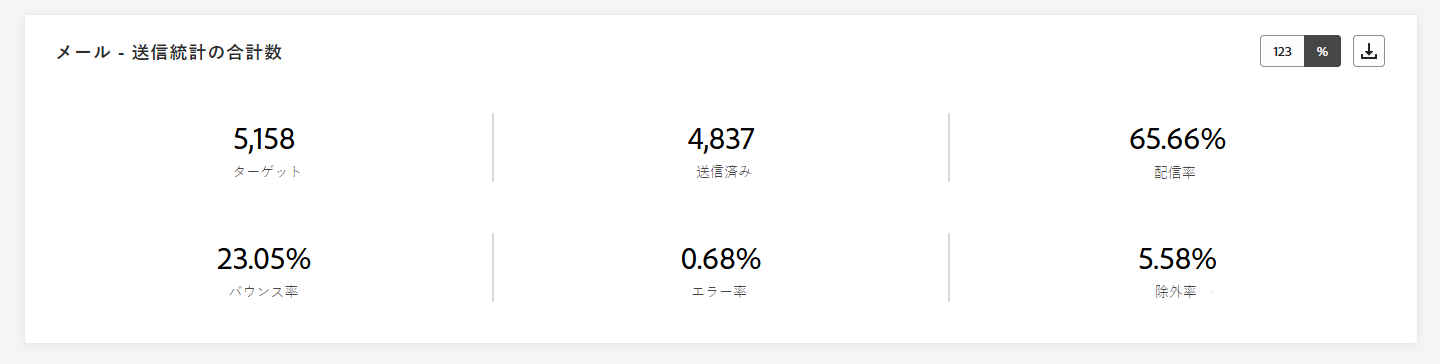 メール - 送信統計の合計数
123 %
5,158 4,837 65.66%
ターゲット 送信済み 配信率
23.05% 0.68% 5.58%
バウンス率 エラー率 除外率